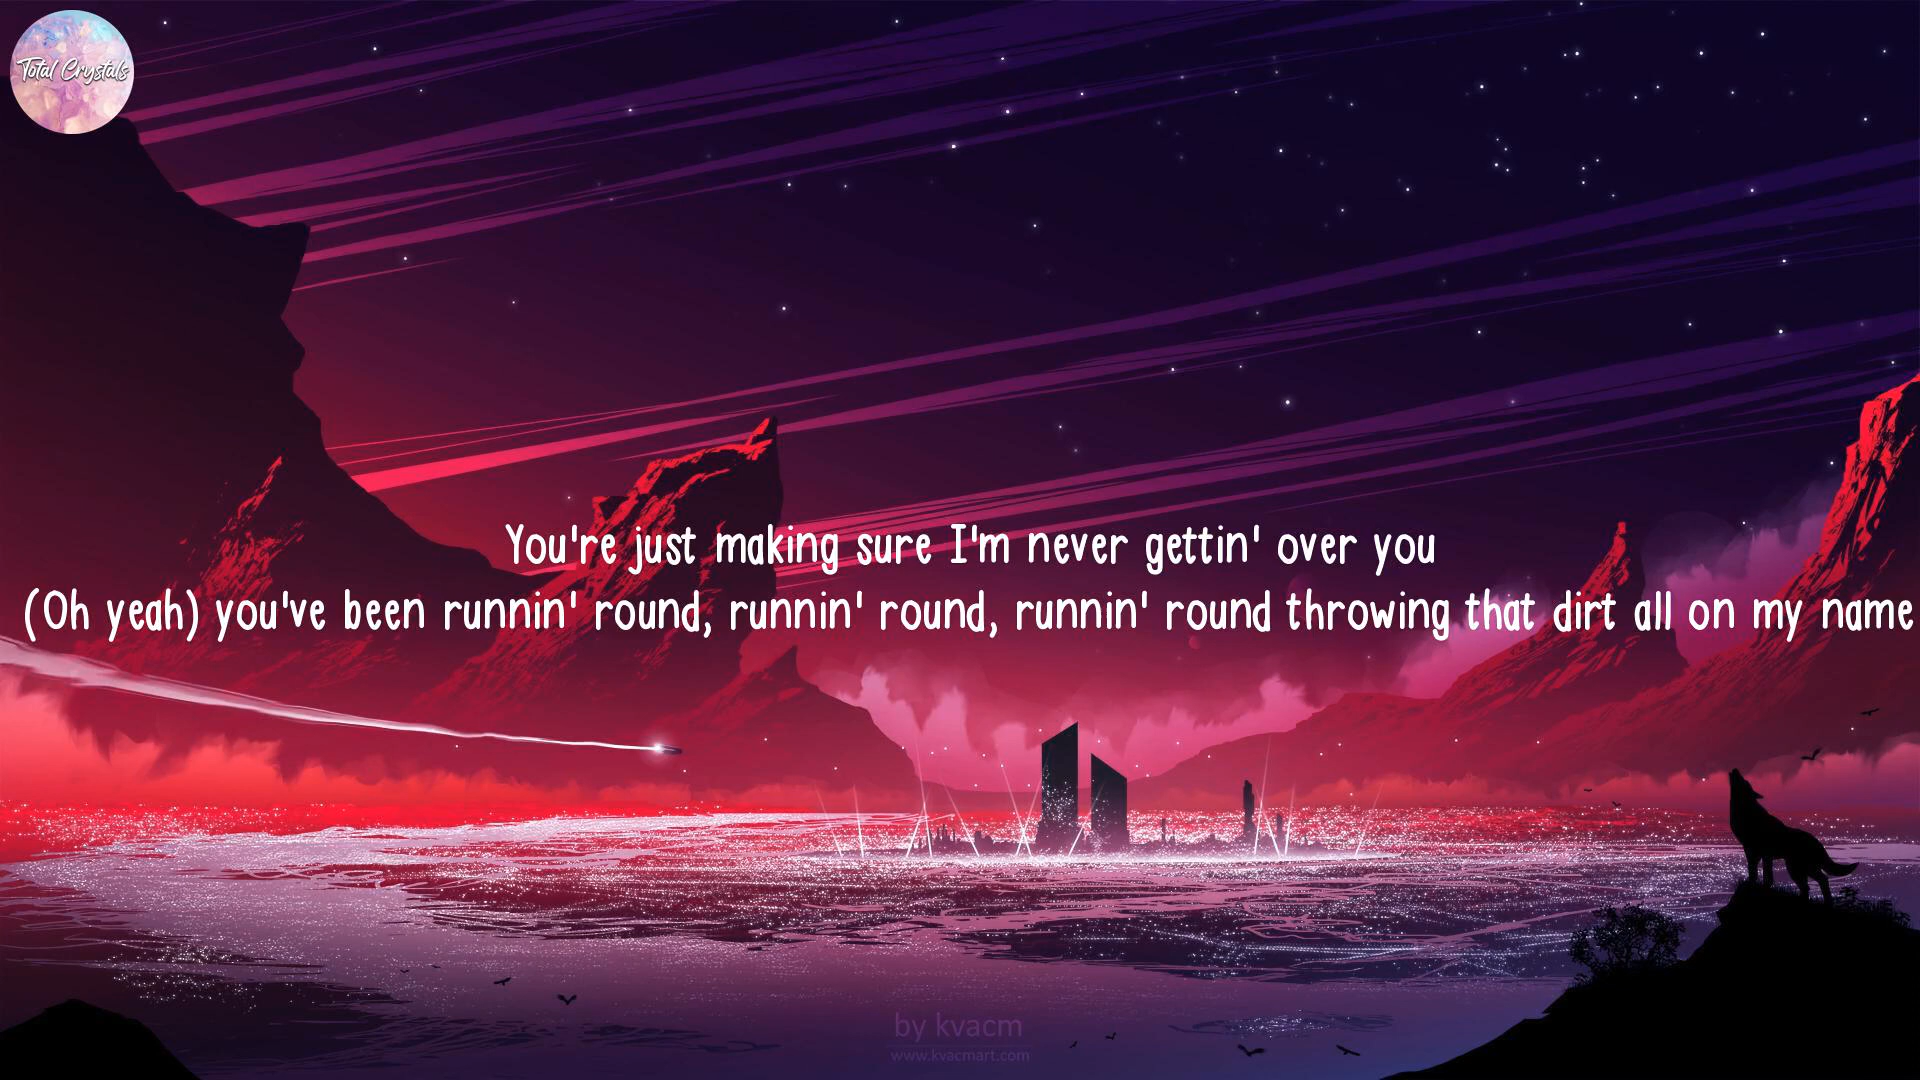 Total Crystals
You're just making sure I'm never gettin' over you
(Oh yeah) you've been runnin' round, runnin' round, runnin' round throwing that dirt all on my name
by kvacm
www.kvacmart.com